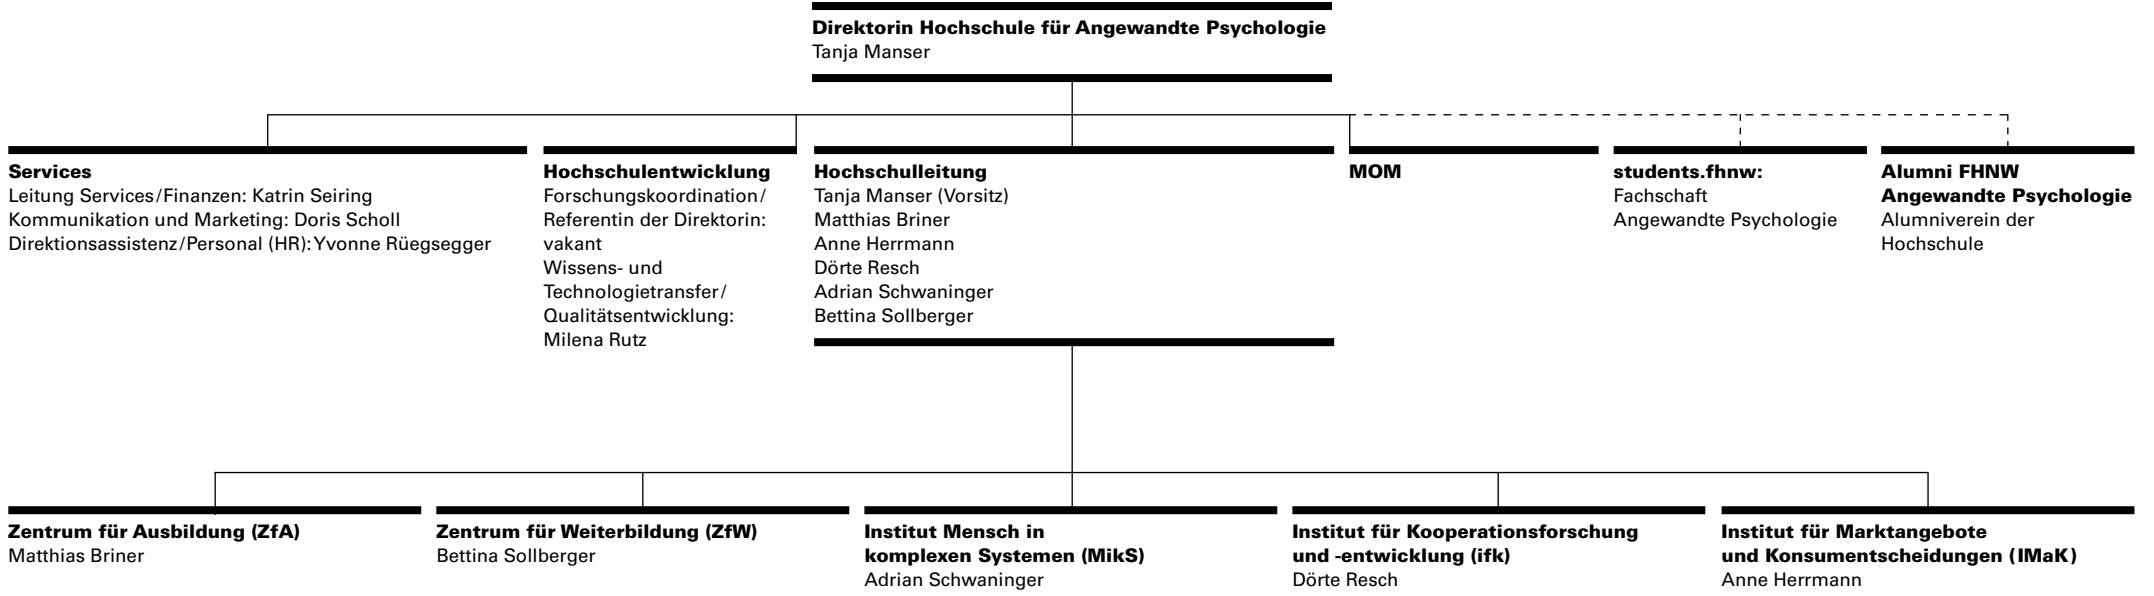 Direktorin Hochschule für Angewandte Psychologie
Tanja Manser
Services
Leitung Services/Finanzen: Katrin Seiring
Kommunikation und Marketing: Doris Scholl
Direktionsassistenz/Personal (HR): Yvonne Rüegsegger
Hochschulentwicklung
Forschungskoordination/
Referentin der Direktorin:
vakant
Wissens- und
Technologietransfer/
Qualitätsentwicklung:
Milena Rutz
Hochschulleitung
Tanja Manser (Vorsitz)
Matthias Briner
Anne Herrmann
Dörte Resch
Adrian Schwaninger
Bettina Sollberger
MOM
students.fhnw:
Fachschaft
Angewandte Psychologie
Alumni FHNW
Angewandte Psychologie
Alumniverein der
Hochschule
Zentrum für Ausbildung (ZfA)
Matthias Briner
Zentrum für Weiterbildung (ZfW)
Bettina Sollberger
Institut Mensch in
komplexen Systemen (MikS)
Adrian Schwaninger
Institut für Kooperationsforschung
und -entwicklung (ifk)
Dörte Resch
Institut für Marktangebote
und Konsumentscheidungen (IMaK)
Anne Herrmann